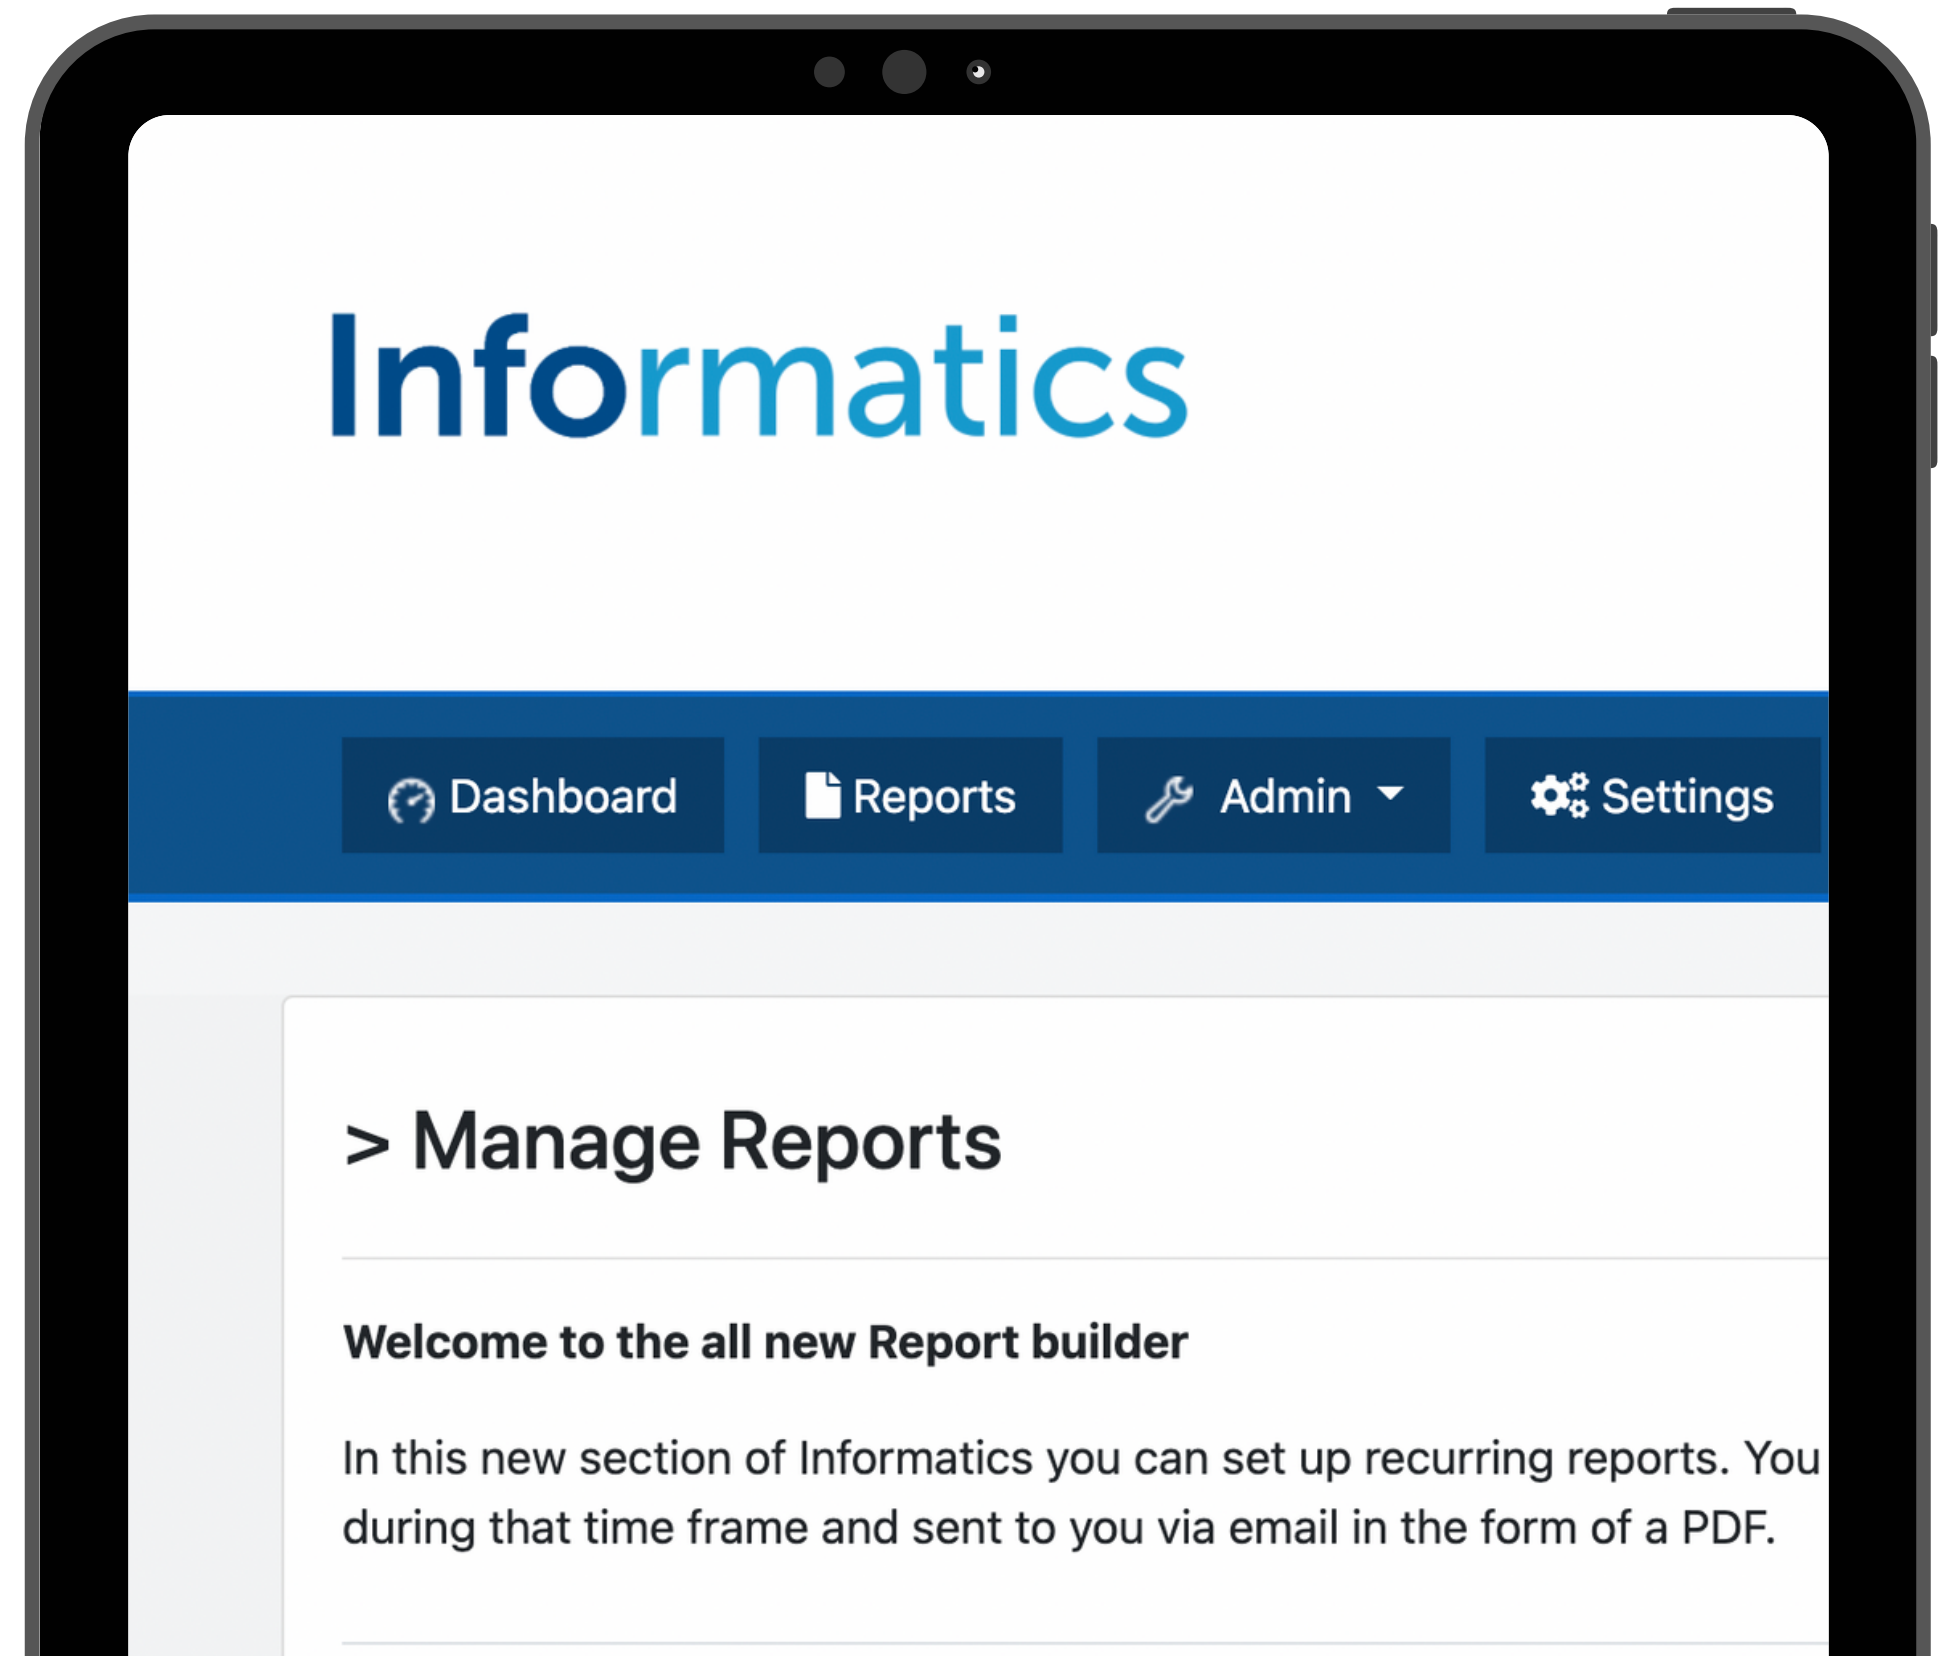 Informatics
Dashboard Reports Admin Settings
> Manage Reports
Welcome to the all new Report builder
In this new section of Informatics you can set up recurring reports. You
during that time frame and sent to you via email in the form of a PDF.